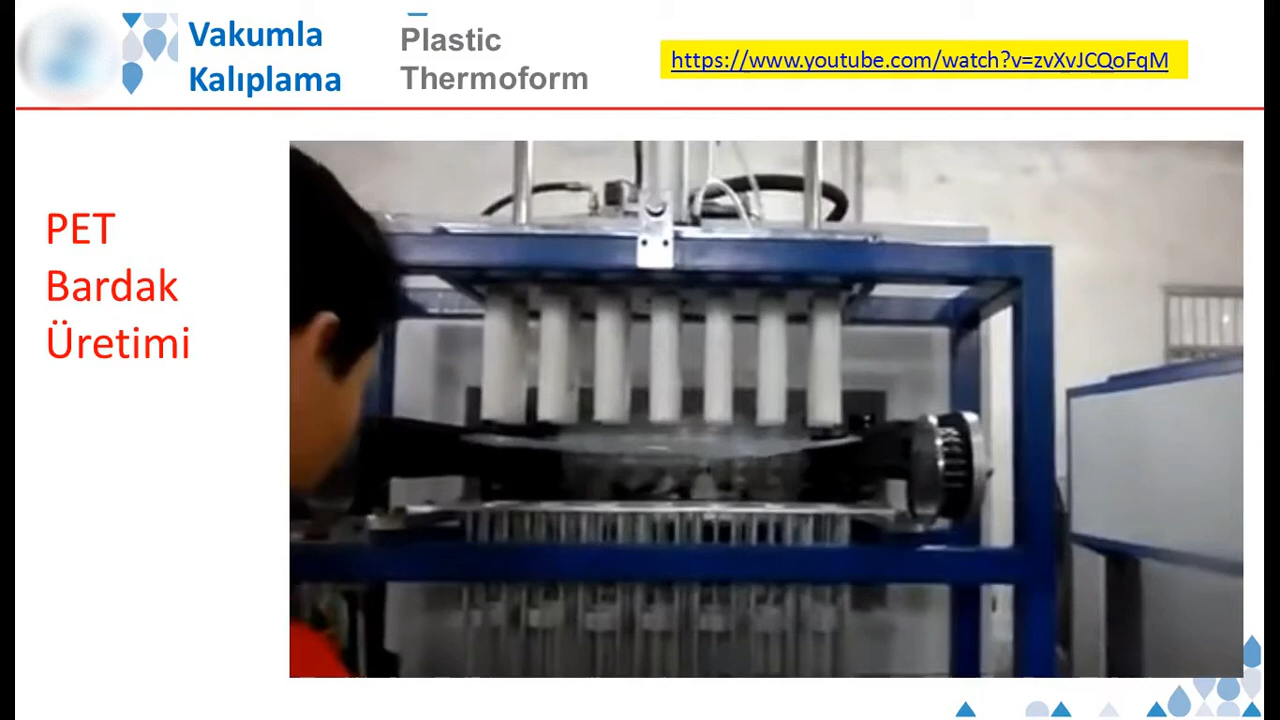 Vakumla
Kalıplama
Plastic
Thermoform
https://www.youtube.com/watch?v=zvXvJCQoFqM
PET
Bardak
Üretimi